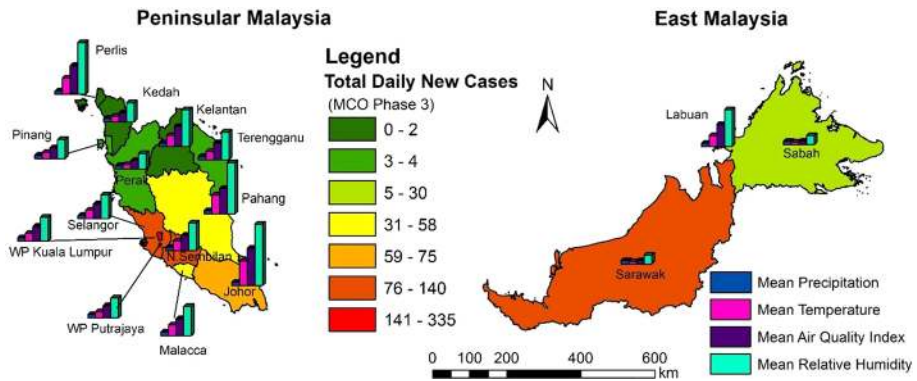 Peninsular Malaysia
East Malaysia
Perlis
Kedah
Kelantan
Pinang
Terengganu
Perak
Pahang
Selangor
WP Kuala Lumpur
N.Sembilan
Johor
WP Putrajaya
Malacca
Legend
Total Daily New Cases
(MCO Phase 3)
0 - 2
3 - 4
5 - 30
31 - 58
59 - 75
76 - 140
141 - 335
N
Labuan
Sabah
Sarawak
Mean Precipitation
Mean Temperature
Mean Air Quality Index
Mean Relative Humidity
0 100 200 400 600
km